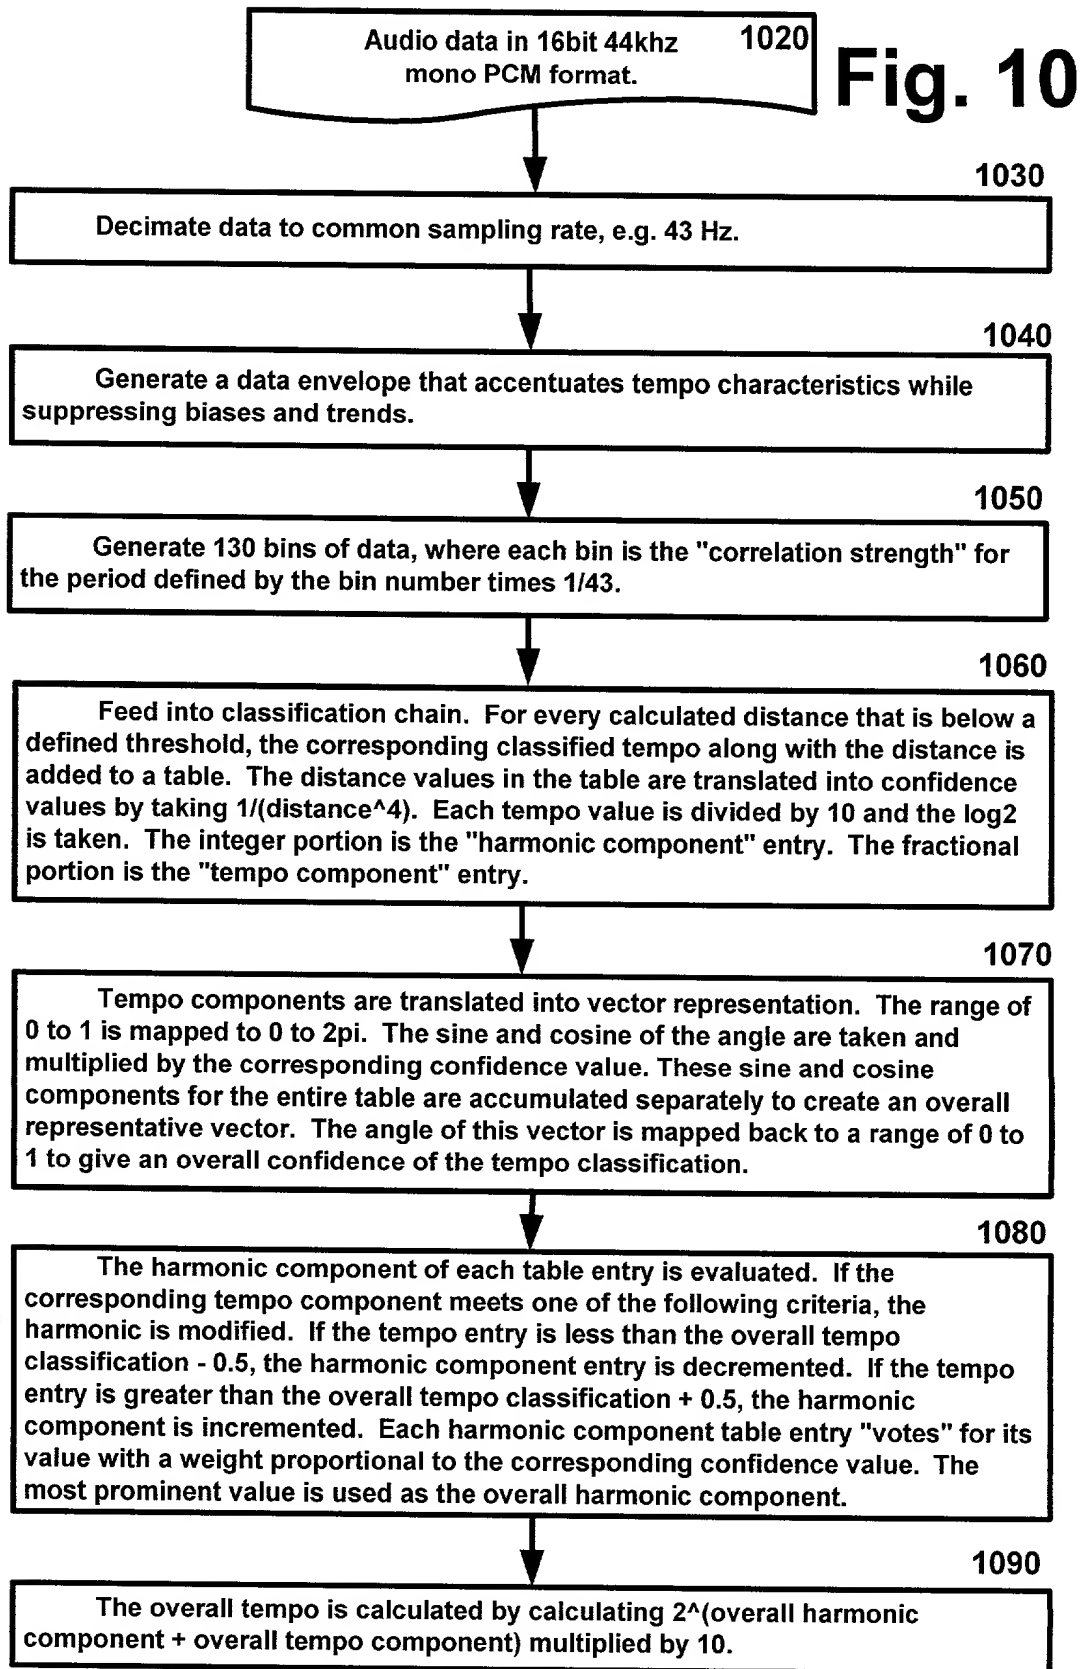 Audio data in 16bit 44khz
mono PCM format.
1020
Fig. 10
1030
Decimate data to common sampling rate, e.g. 43 Hz.
1040
Generate a data envelope that accentuates tempo characteristics while
suppressing biases and trends.
1050
Generate 130 bins of data, where each bin is the "correlation strength" for
the period defined by the bin number times 1/43.
1060
Feed into classification chain. For every calculated distance that is below a
defined threshold, the corresponding classified tempo along with the distance is
added to a table. The distance values in the table are translated into confidence
values by taking 1/(distance^4). Each tempo value is divided by 10 and the log2
is taken. The integer portion is the "harmonic component" entry. The fractional
portion is the "tempo component" entry.
1070
Tempo components are translated into vector representation. The range of
0 to 1 is mapped to 0 to 2pi. The sine and cosine of the angle are taken and
multiplied by the corresponding confidence value. These sine and cosine
components for the entire table are accumulated separately to create an overall
representative vector. The angle of this vector is mapped back to a range of 0 to
1 to give an overall confidence of the tempo classification.
1080
The harmonic component of each table entry is evaluated. If the
corresponding tempo component meets one of the following criteria, the
harmonic is modified. If the tempo entry is less than the overall tempo
classification - 0.5, the harmonic component entry is decremented. If the tempo
entry is greater than the overall tempo classification + 0.5, the harmonic
component is incremented. Each harmonic component table entry "votes" for its
value with a weight proportional to the corresponding confidence value. The
most prominent value is used as the overall harmonic component.
1090
The overall tempo is calculated by calculating 2^(overall harmonic
component + overall tempo component) multiplied by 10.